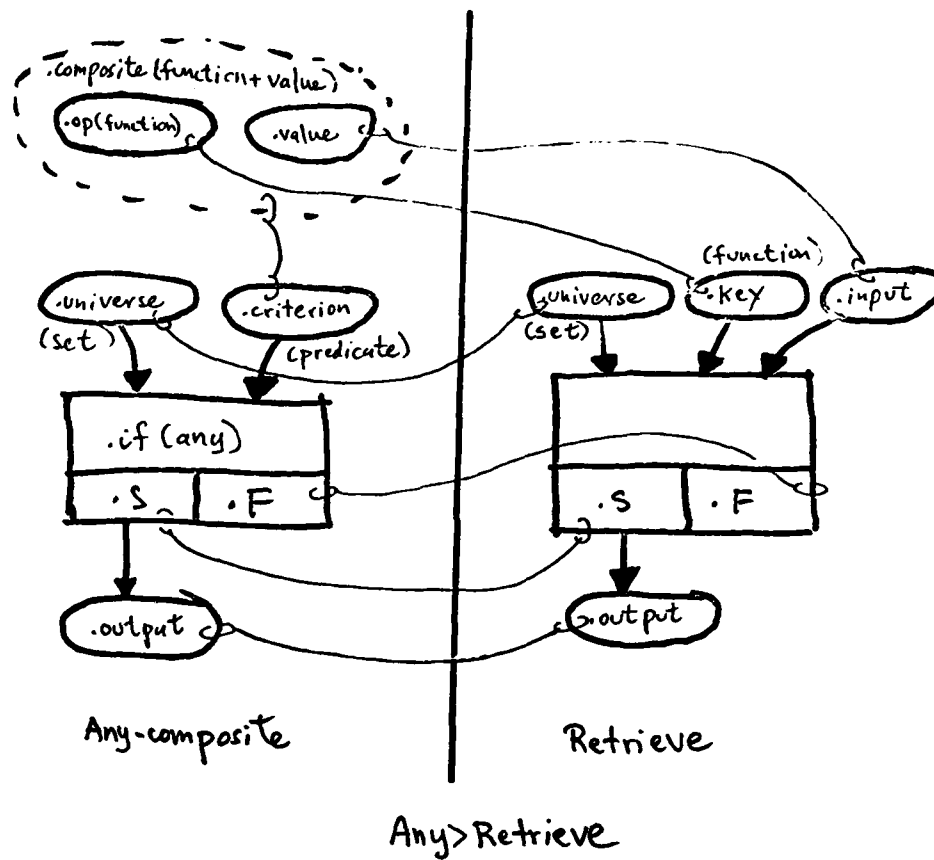 .composite (function + value)
.op(function)
.value
.universe
(set)
.criterion
(predicate)
.if (any)
.S
.F
.output
Any-composite
(function)
.universe
(set)
.key
.input
.S
.F
.output
Retrieve
Any>Retrieve